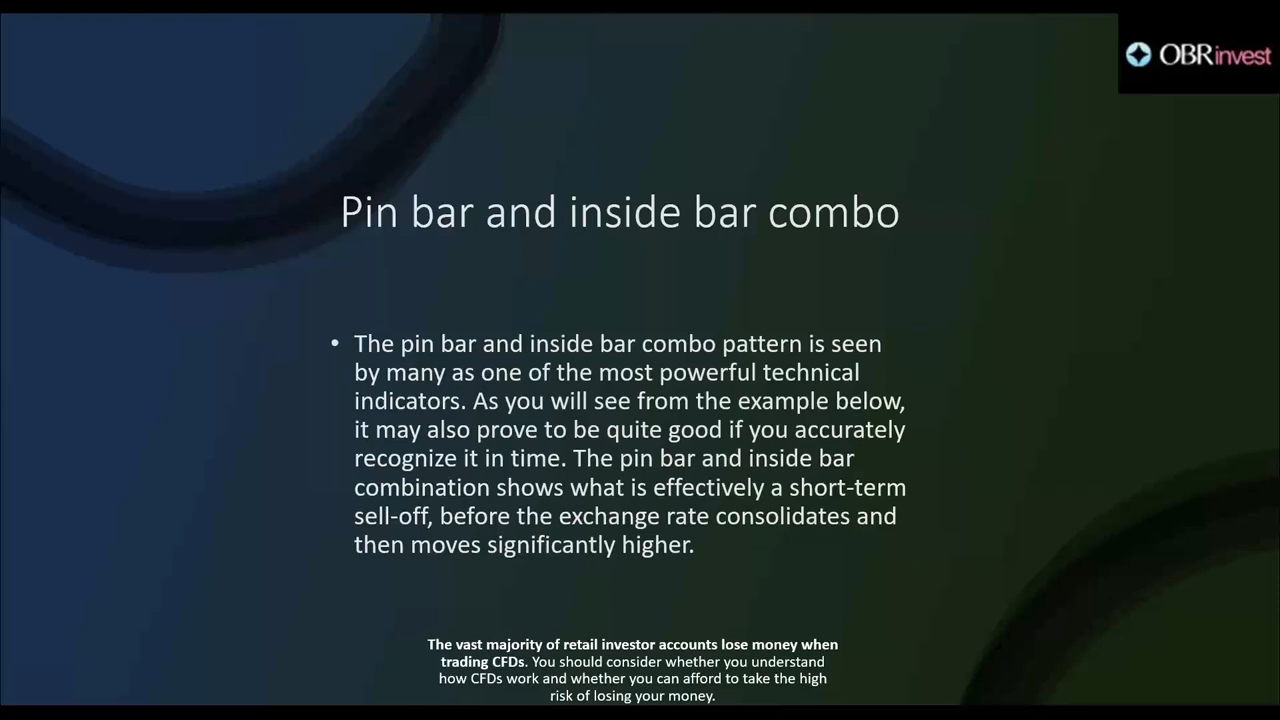 OBRinvest
Pin bar and inside bar combo
• The pin bar and inside bar combo pattern is seen
by many as one of the most powerful technical
indicators. As you will see from the example below,
it may also prove to be quite good if you accurately
recognize it in time. The pin bar and inside bar
combination shows what is effectively a short-term
sell-off, before the exchange rate consolidates and
then moves significantly higher.
The vast majority of retail investor accounts lose money when
trading CFDs. You should consider whether you understand
how CFDs work and whether you can afford to take the high
risk of losing your money.